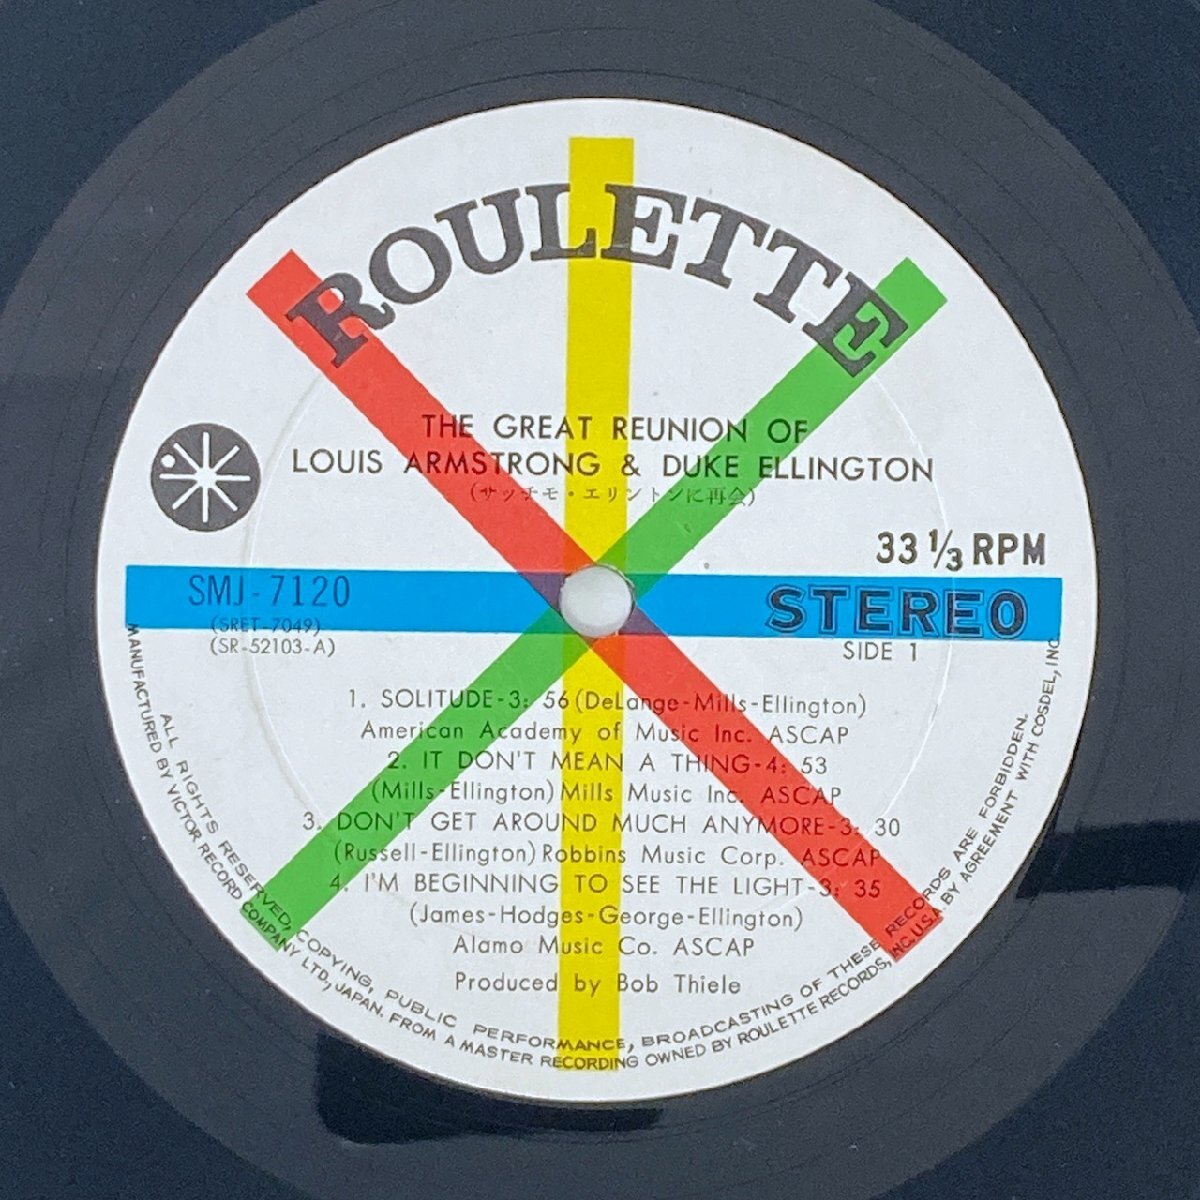 ROULETTE
THE GREAT REUNION OF
LOUIS ARMSTRONG & DUKE ELLINGTON
(サッチモ・エリントンに再会)
33 1/3 RPM
SMJ-7120
STEREO
(SRET-7049)
(SR-52103-A)
SIDE 1
1. SOLITUDE-3: 56 (DeLange-Mills-Ellington)
American Academy of Music Inc. ASCAP
2. IT DON'T MEAN A THING-4: 53
(Mills-Ellington) Mills Music Inc. ASCAP
3. DON'T GET AROUND MUCH ANYMORE-3: 30
(Russell-Ellington) Robbins Music Corp. ASCAP
4. I'M BEGINNING TO SEE THE LIGHT-3: 35
(James-Hodges-George-Ellington)
Alamo Music Co. ASCAP
Produced by Bob Thiele
ALL RIGHTS RESERVED, COPYING, PUBLIC PERFORMANCE, BROADCASTING OF THESE RECORDS ARE FORBIDDEN.
MANUFACTURED BY VICTOR RECORD COMPANY LTD., JAPAN. FROM A MASTER RECORDING OWNED BY ROULETTE RECORDS, INC. U.S.A. BY AGREEMENT WITH COSDEL, INC.